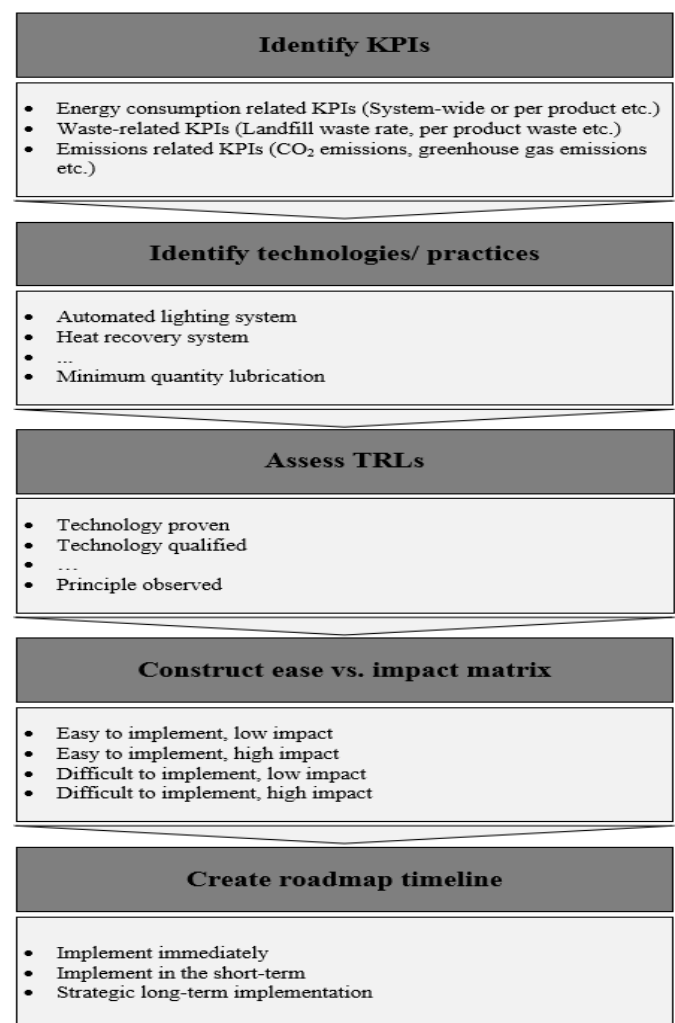 Identify KPIs
• Energy consumption related KPIs (System-wide or per product etc.)
• Waste-related KPIs (Landfill waste rate, per product waste etc.)
• Emissions related KPIs (CO₂ emissions, greenhouse gas emissions
etc.)
Identify technologies/ practices
• Automated lighting system
• Heat recovery system
• ...
• Minimum quantity lubrication
Assess TRLs
• Technology proven
• Technology qualified
• …
• Principle observed
Construct ease vs. impact matrix
• Easy to implement, low impact
• Easy to implement, high impact
• Difficult to implement, low impact
• Difficult to implement, high impact
Create roadmap timeline
• Implement immediately
• Implement in the short-term
• Strategic long-term implementation